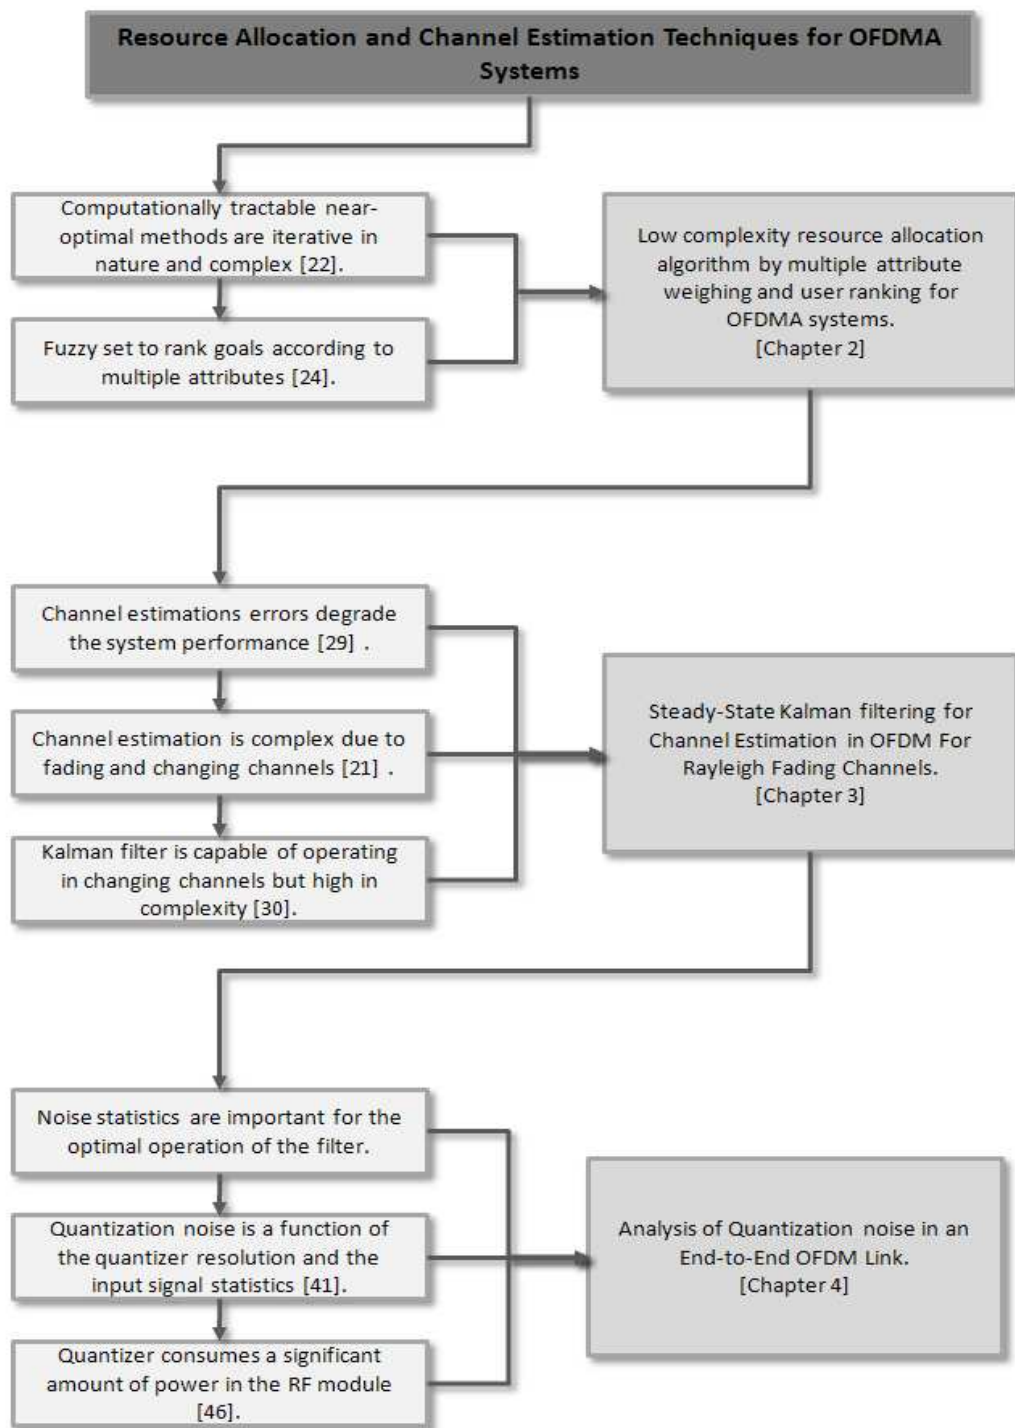 Resource Allocation and Channel Estimation Techniques for OFDMA
Systems
Computationally tractable near-
optimal methods are iterative in
nature and complex [22].
Fuzzy set to rank goals according to
multiple attributes [24].
Low complexity resource allocation
algorithm by multiple attribute
weighing and user ranking for
OFDMA systems.
[Chapter 2]
Channel estimations errors degrade
the system performance [29] .
Channel estimation is complex due to
fading and changing channels [21] .
Kalman filter is capable of operating
in changing channels but high in
complexity [30].
Steady-State Kalman filtering for
Channel Estimation in OFDM For
Rayleigh Fading Channels.
[Chapter 3]
Noise statistics are important for the
optimal operation of the filter.
Quantization noise is a function of
the quantizer resolution and the
input signal statistics [41].
Quantizer consumes a significant
amount of power in the RF module
[46].
Analysis of Quantization noise in an
End-to-End OFDM Link.
[Chapter 4]